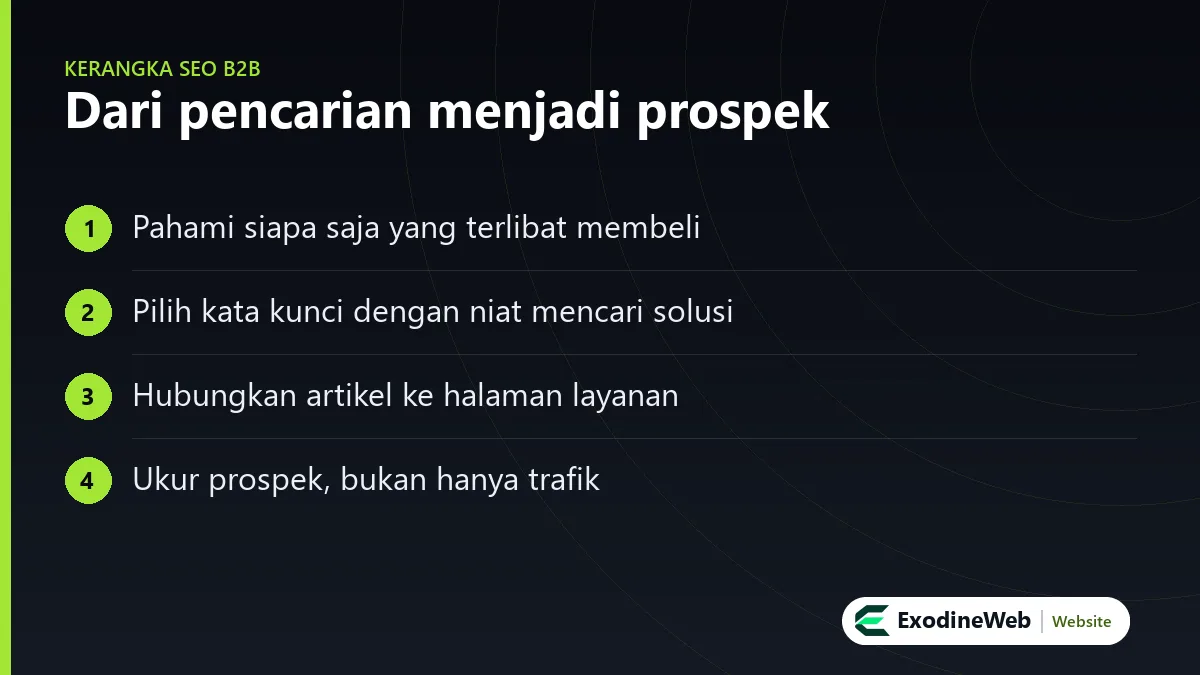 KERANGKA SEO B2B
Dari pencarian menjadi prospek
1 Pahami siapa saja yang terlibat membeli
2 Pilih kata kunci dengan niat mencari solusi
3 Hubungkan artikel ke halaman layanan
4 Ukur prospek, bukan hanya trafik
ExodineWeb | Website